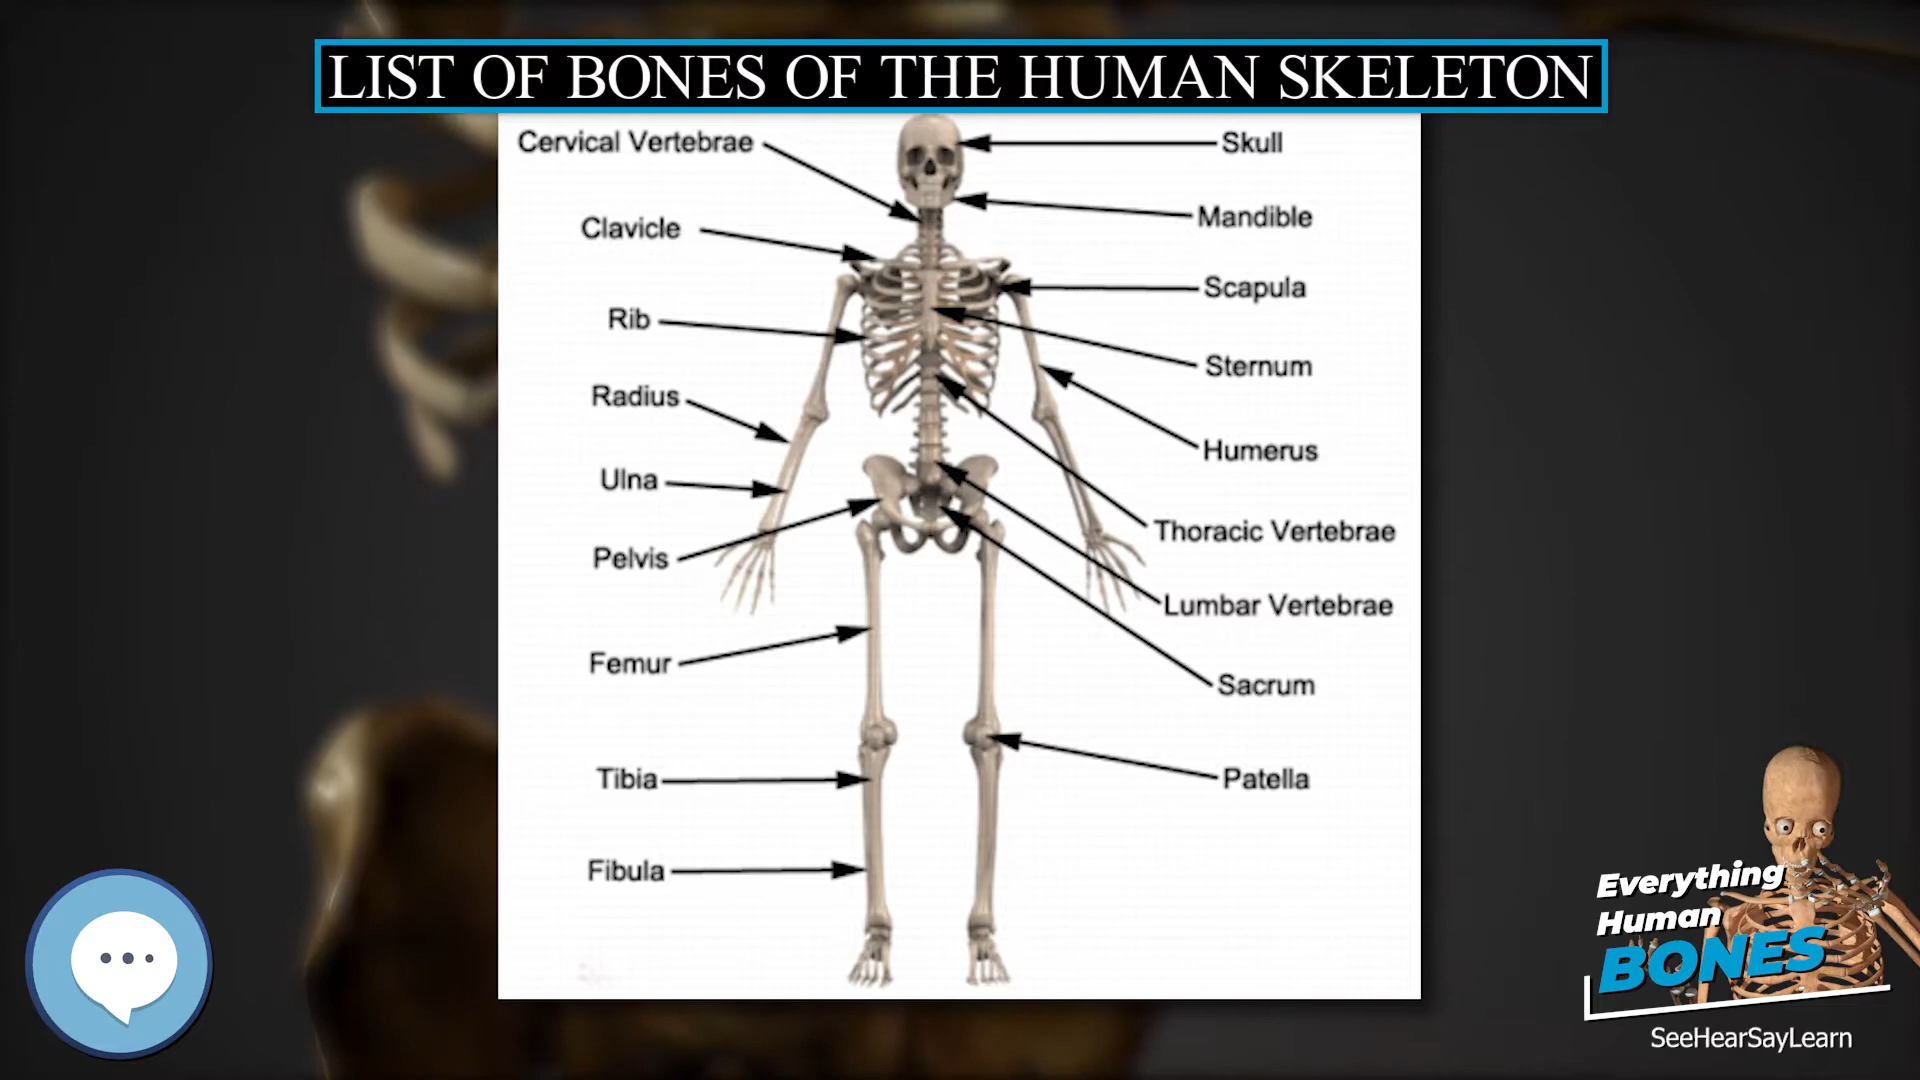 LIST OF BONES OF THE HUMAN SKELETON
Cervical Vertebrae
Skull
Mandible
Clavicle
Scapula
Rib
Sternum
Radius
Humerus
Ulna
Thoracic Vertebrae
Pelvis
Lumbar Vertebrae
Femur
Sacrum
Tibia
Patella
Fibula
Everything
Human
BONES
SeeHearSayLearn